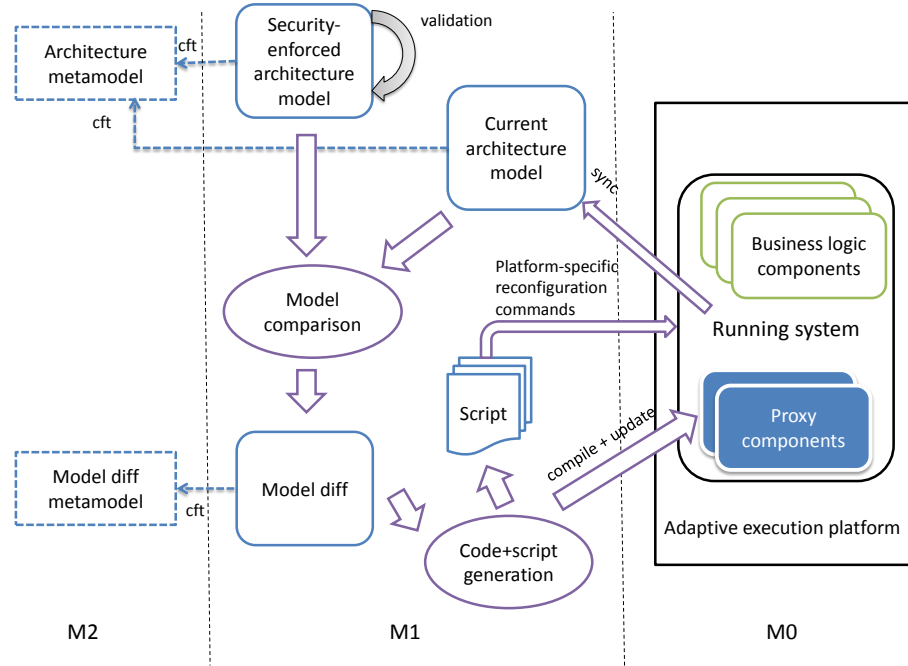 Security-
enforced
architecture
model
validation
Architecture
metamodel
cft
cft
Current
architecture
model
sync
Business logic
components
Platform-specific
reconfiguration
commands
Model
comparison
Running system
Script
compile + update
Proxy
components
Model diff
metamodel
cft
Model diff
Code+script
generation
Adaptive execution platform
M2
M1
M0